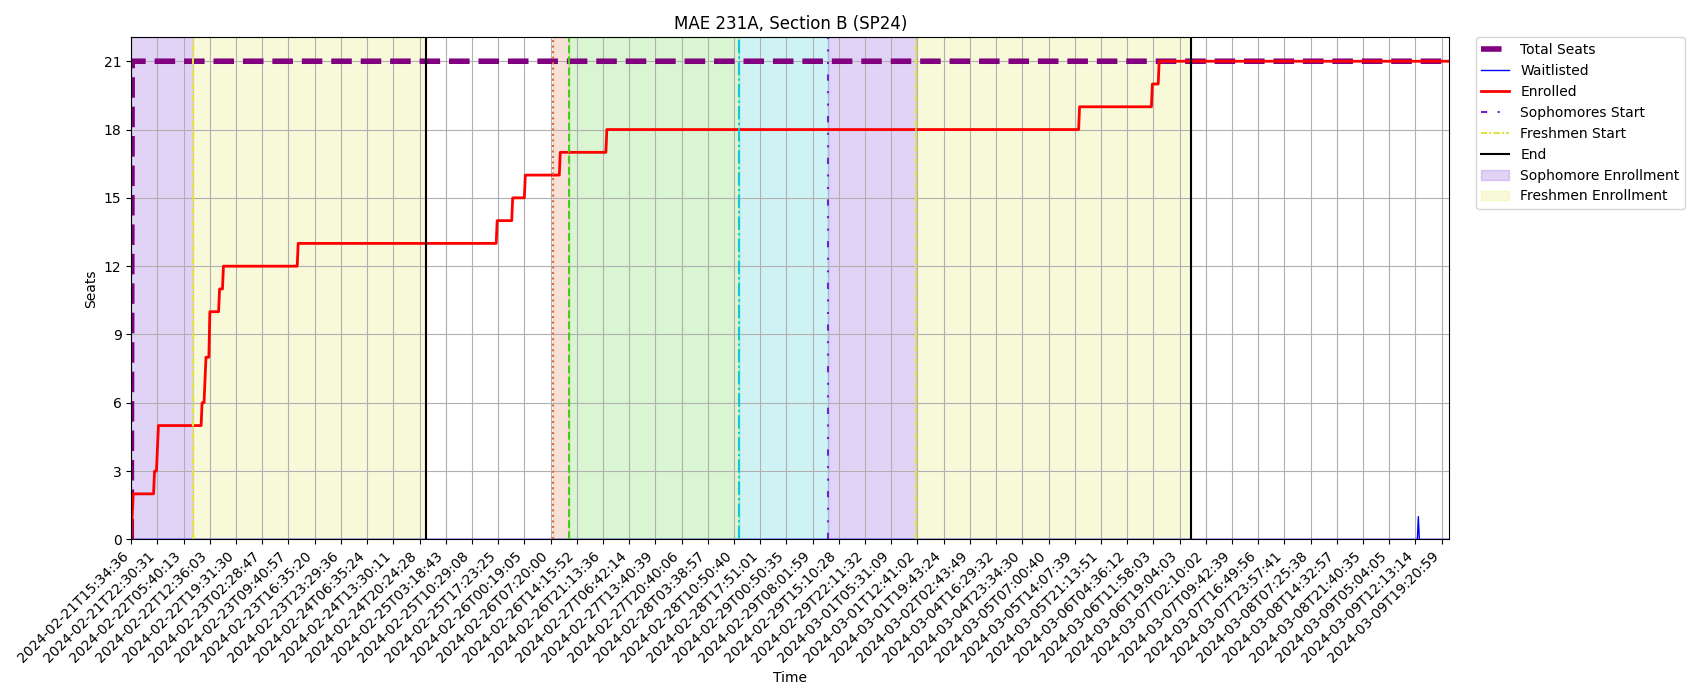 MAE 231A, Section B (SP24)
Total Seats
Waitlisted
Enrolled
Sophomores Start
Freshmen Start
End
Sophomore Enrollment
Freshmen Enrollment
Seats
21
18
15
12
9
6
3
0
2024-02-21T15:34:36
2024-02-21T22:30:31
2024-02-22T05:40:13
2024-02-22T12:36:03
2024-02-22T19:31:30
2024-02-23T02:28:47
2024-02-23T09:40:57
2024-02-23T16:35:20
2024-02-23T23:29:36
2024-02-24T06:35:24
2024-02-24T13:30:11
2024-02-24T20:24:28
2024-02-25T03:18:43
2024-02-25T10:29:08
2024-02-25T17:23:25
2024-02-26T00:19:05
2024-02-26T07:20:00
2024-02-26T14:15:52
2024-02-26T21:13:36
2024-02-27T06:42:14
2024-02-27T13:40:39
2024-02-27T20:40:06
2024-02-28T03:38:57
2024-02-28T10:50:40
2024-02-28T17:51:01
2024-02-29T00:50:35
2024-02-29T08:01:59
2024-02-29T15:10:28
2024-02-29T22:11:32
2024-03-01T05:31:09
2024-03-01T12:41:02
2024-03-01T19:43:24
2024-03-02T02:43:49
2024-03-04T16:29:32
2024-03-04T23:34:30
2024-03-05T07:00:40
2024-03-05T14:07:39
2024-03-05T21:13:51
2024-03-06T04:36:12
2024-03-06T11:58:03
2024-03-06T19:04:03
2024-03-07T02:10:02
2024-03-07T09:42:39
2024-03-07T16:49:56
2024-03-07T23:57:41
2024-03-08T07:25:38
2024-03-08T14:32:57
2024-03-08T21:40:35
2024-03-09T05:04:05
2024-03-09T12:13:14
2024-03-09T19:20:59
Time